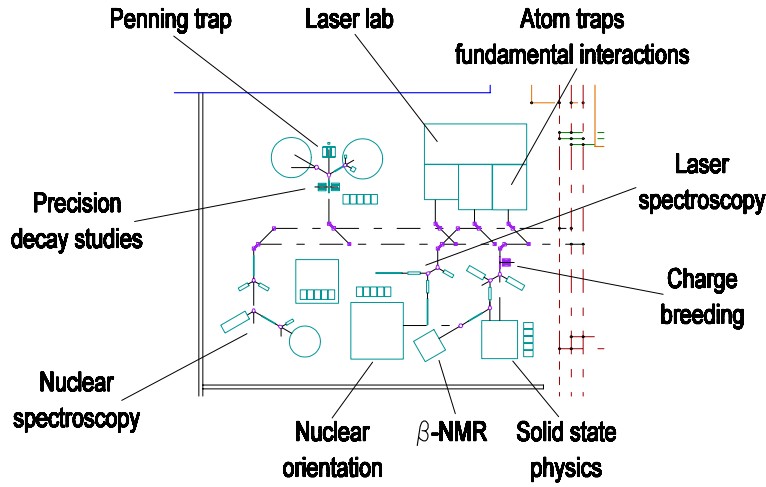 Penning trap
Laser lab
Atom traps
fundamental interactions
Laser
spectroscopy
Precision
decay studies
Charge
breeding
Nuclear
spectroscopy
Nuclear
orientation
β-NMR
Solid state
physics